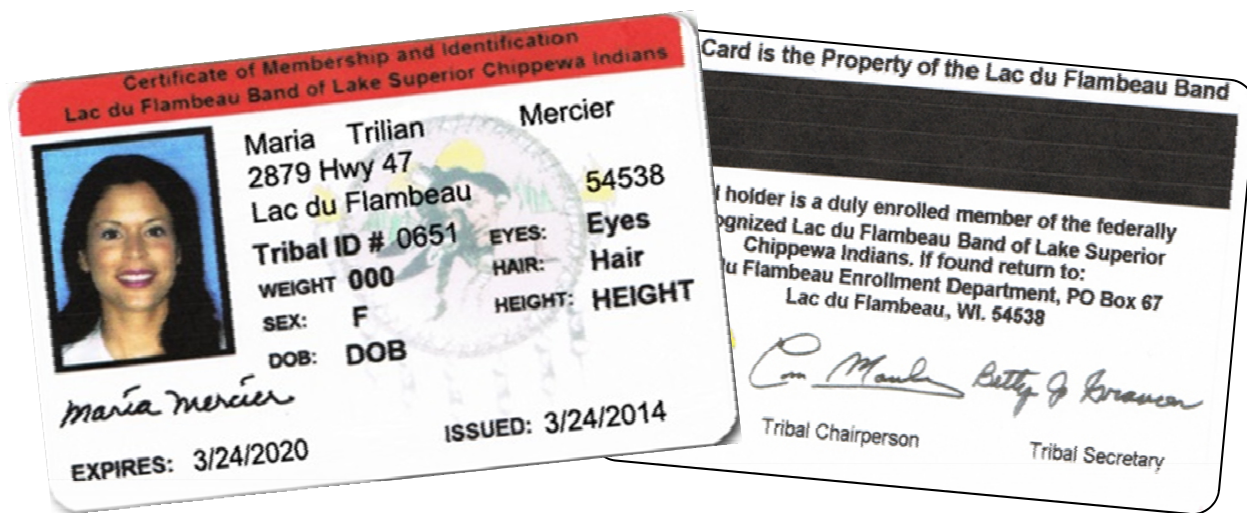 Certificate of Membership and Identification
Lac du Flambeau Band of Lake Superior Chippewa Indians
Maria Trilian Mercier
2879 Hwy 47
Lac du Flambeau 54538
Tribal ID # 0651 EYES: Eyes
WEIGHT 000 HAIR: Hair
SEX: F HEIGHT: HEIGHT
DOB: DOB
Maria Mercier
EXPIRES: 3/24/2020 ISSUED: 3/24/2014
Card is the Property of the Lac du Flambeau Band
holder is a duly enrolled member of the federally
ognized Lac du Flambeau Band of Lake Superior
Chippewa Indians. If found return to:
u Flambeau Enrollment Department, PO Box 67
Lac du Flambeau, WI. 54538
Betty J
Tribal Chairperson
Tribal Secretary